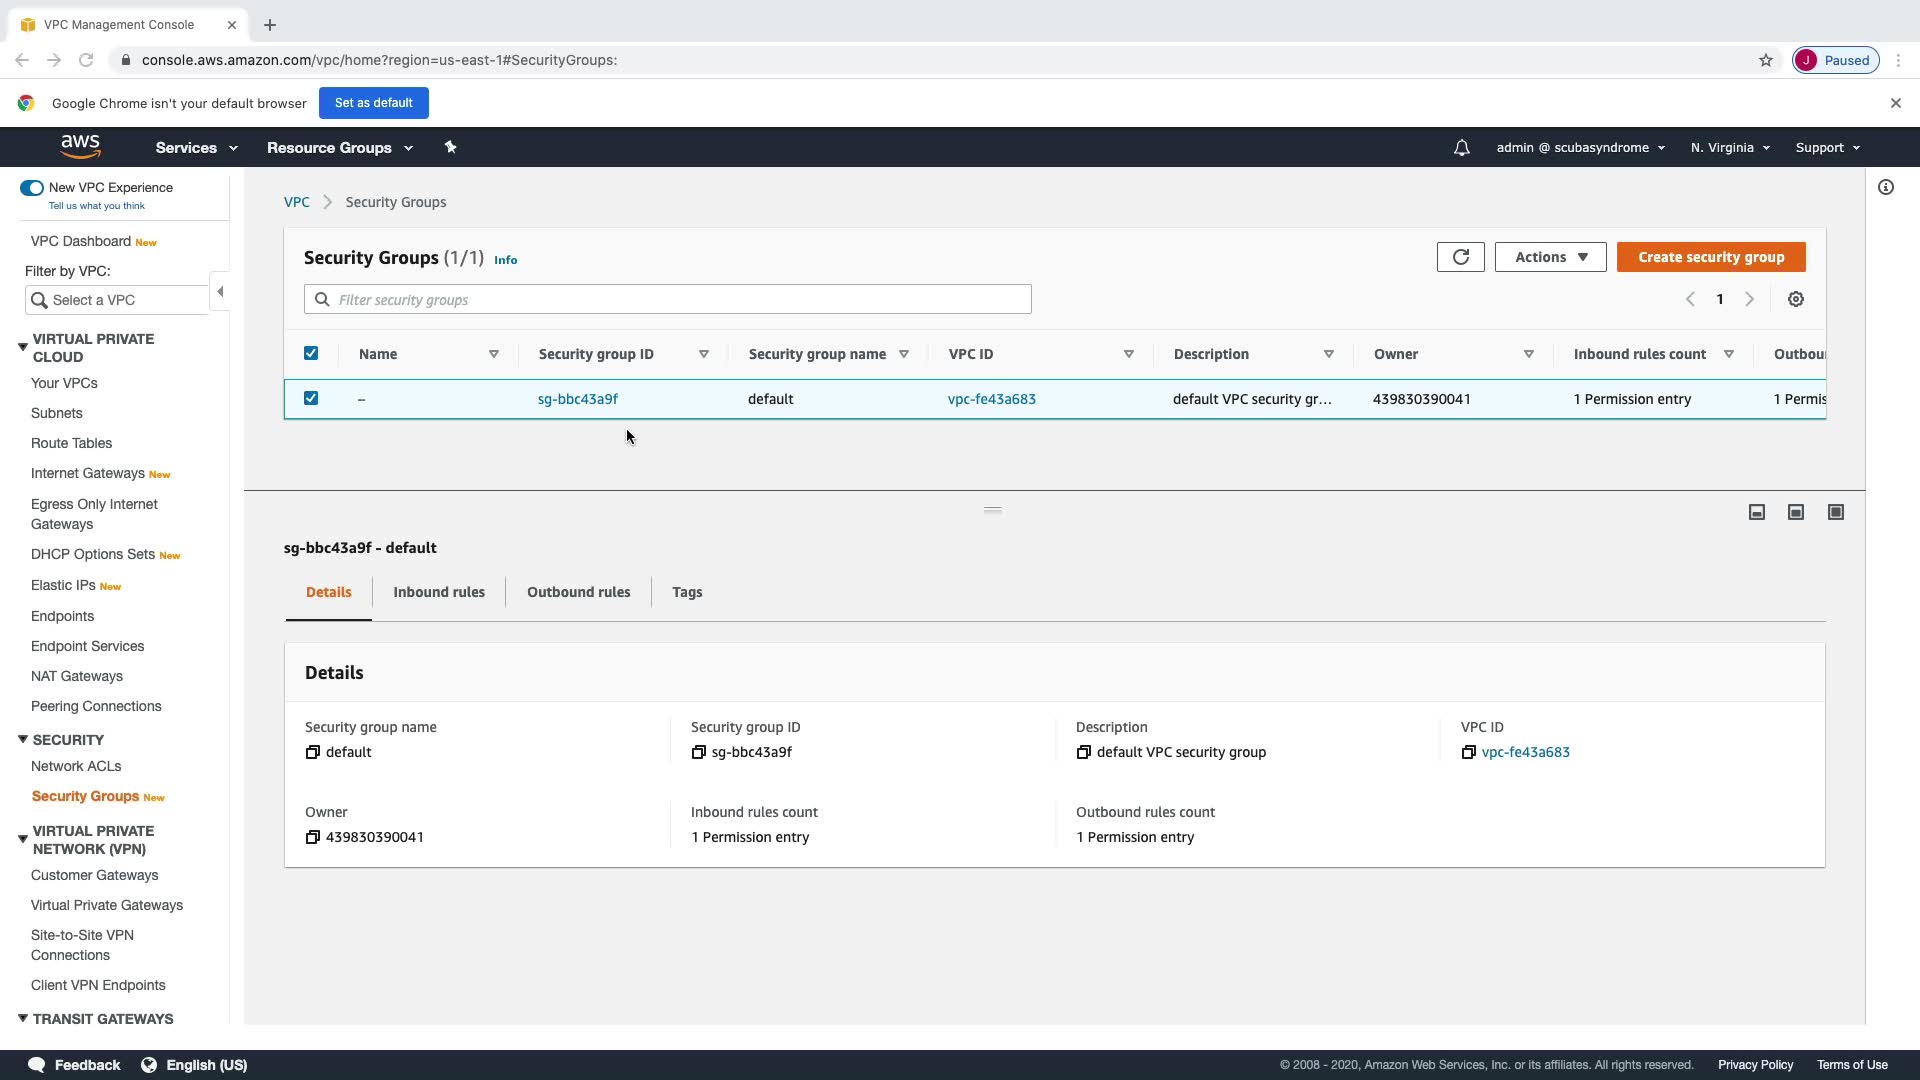 VPC Management Console
console.aws.amazon.com/vpc/home?region=us-east-1#SecurityGroups:
J Paused
Google Chrome isn't your default browser Set as default
aws Services Resource Groups admin @ scubasyndrome N. Virginia Support
New VPC Experience
Tell us what you think
VPC Dashboard New
Filter by VPC:
Select a VPC
VIRTUAL PRIVATE
CLOUD
Your VPCs
Subnets
Route Tables
Internet Gateways New
Egress Only Internet
Gateways
DHCP Options Sets New
Elastic IPs New
Endpoints
Endpoint Services
NAT Gateways
Peering Connections
SECURITY
Network ACLs
Security Groups New
VIRTUAL PRIVATE
NETWORK (VPN)
Customer Gateways
Virtual Private Gateways
Site-to-Site VPN
Connections
Client VPN Endpoints
TRANSIT GATEWAYS
VPC Security Groups
Security Groups (1/1) Info
Actions Create security group
Filter security groups
1
Name Security group ID Security group name VPC ID Description Owner Inbound rules count Outbou
– sg-bbc43a9f default vpc-fe43a683 default VPC security gr... 439830390041 1 Permission entry 1 Permis
sg-bbc43a9f - default
Details Inbound rules Outbound rules Tags
Details
Security group name Security group ID Description VPC ID
default sg-bbc43a9f default VPC security group vpc-fe43a683
Owner Inbound rules count Outbound rules count
439830390041 1 Permission entry 1 Permission entry
Feedback English (US) © 2008 - 2020, Amazon Web Services, Inc. or its affiliates. All rights reserved. Privacy Policy Terms of Use